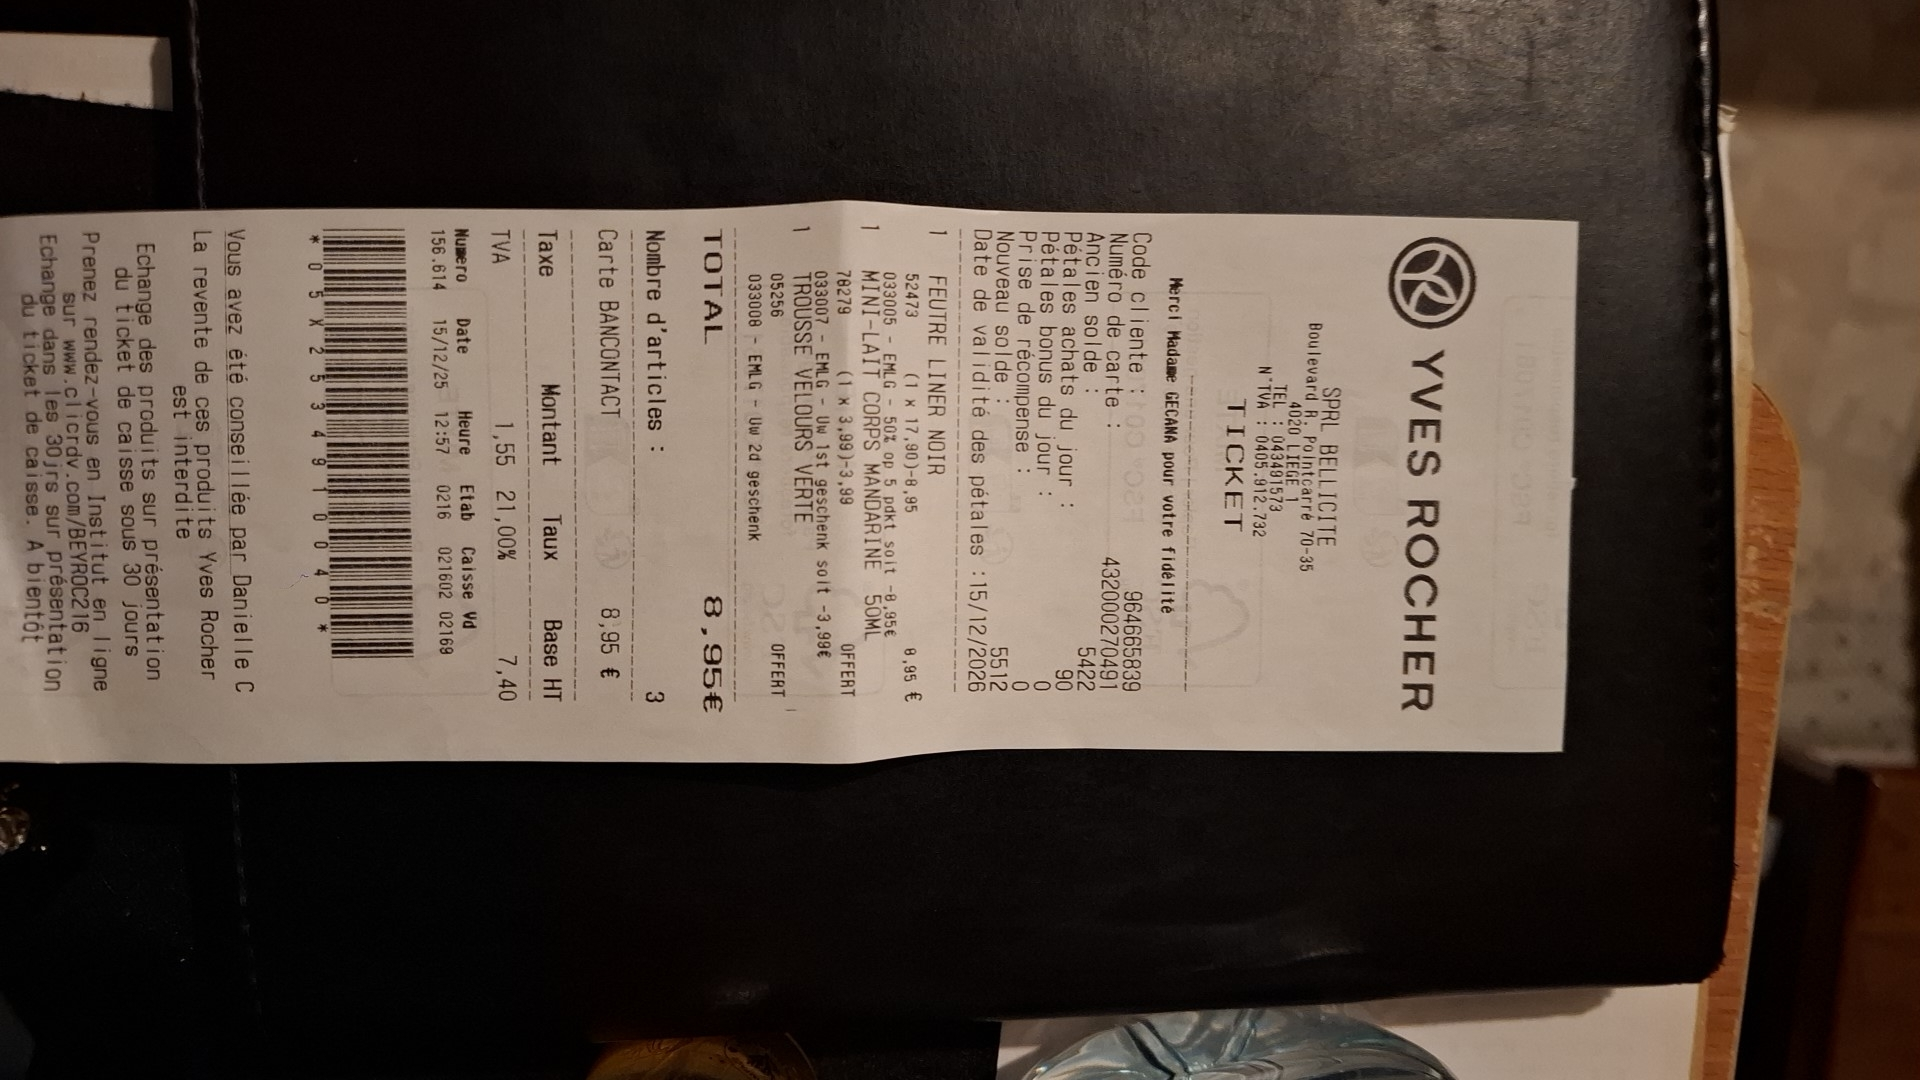 YVES ROCHER
SPRL BELICITE
Boulevard R. Pointcarré 70-35
4020 LIEGE 1
TEL : 043491573
N°TVA : 0405.912.732
TICKET
Merci Madame GECANA pour votre fidélité
Code cliente : 964665839
Numéro de carte : 432000270491
Ancien solde : 5422
Pétales achats du jour : 90
Pétales bonus du jour : 0
Prise de récompense : 0
Nouveau solde : 5512
Date de validité des pétales :15/12/2026
1 FEUTRE LINER NOIR
52473 (1 x 17,90)-8,95 8,95 €
033005 - EMLG - 50% op 5 pdkt soit -8,95€
1 MINI-LAIT CORPS MANDARINE 50ML
78279 (1 x 3,99)-3,99 OFFERT
033007 - EMLG - Uw 1st geschenk soit -3,99€
1 TROUSSE VELOURS VERTE
05256 OFFERT
033008 - EMLG - Uw 2d geschenk
TOTAL 8,95€
Nombre d'articles : 3
Carte BANCONTACT 8,95 €
Taxe Montant Taux Base HT
TVA 1,55 21,00% 7,40
Numero Date Heure Etab Caisse Vd
156.614 15/12/25 12:57 0216 021602 02169
* 0 5 X 2 5 3 4 9 1 0 0 4 0 *
Vous avez été conseillée par Danielle C
La revente de ces produits Yves Rocher
est interdite
Echange des produits sur présentation
du ticket de caisse sous 30 jours
Prenez rendez-vous en Institut en ligne
sur www.clicrdv.com/BEYROC216
Echange dans les 30jrs sur présentation
du ticket de caisse. A bientôt